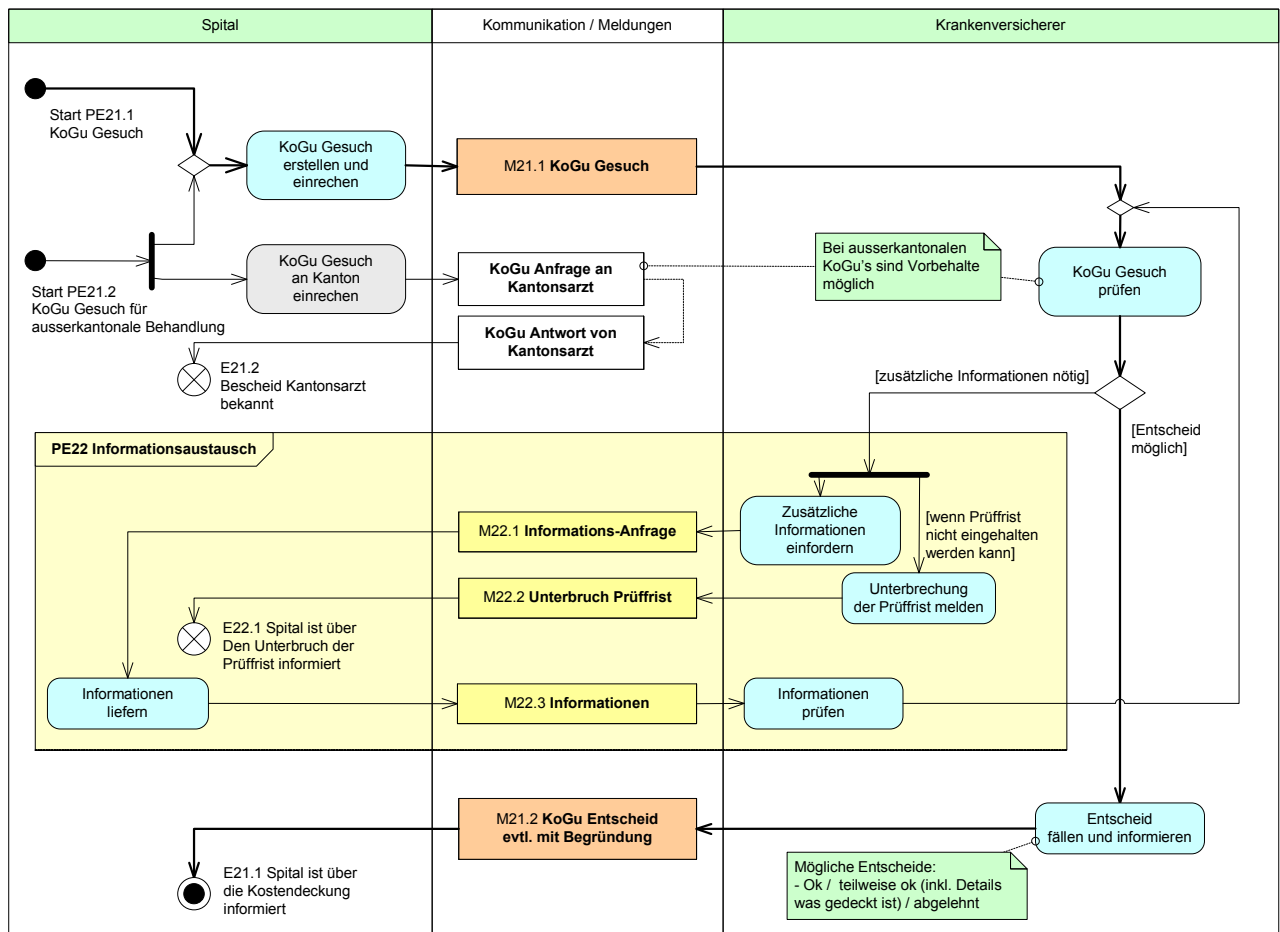 Spital
Kommunikation / Meldungen
Krankenversicherer
Start PE21.1
KoGu Gesuch
KoGu Gesuch
erstellen und
einrechen
M21.1 KoGu Gesuch
Start PE21.2
KoGu Gesuch für
ausserkantonale Behandlung
KoGu Gesuch
an Kanton
einrechen
KoGu Anfrage an
Kantonsarzt
Bei ausserkantonalen
KoGu's sind Vorbehalte
möglich
KoGu Gesuch
prüfen
KoGu Antwort von
Kantonsarzt
E21.2
Bescheid Kantonsarzt
bekannt
[zusätzliche Informationen nötig]
[Entscheid
möglich]
PE22 Informationsaustausch
M22.1 Informations-Anfrage
Zusätzliche
Informationen
einfordern
[wenn Prüffrist
nicht eingehalten
werden kann]
M22.2 Unterbruch Prüffrist
Unterbrechung
der Prüffrist melden
E22.1 Spital ist über
Den Unterbruch der
Prüffrist informiert
Informationen
liefern
M22.3 Informationen
Informationen
prüfen
M21.2 KoGu Entscheid
evtl. mit Begründung
Entscheid
fällen und informieren
E21.1 Spital ist über
die Kostendeckung
informiert
Mögliche Entscheide:
- Ok / teilweise ok (inkl. Details
was gedeckt ist) / abgelehnt